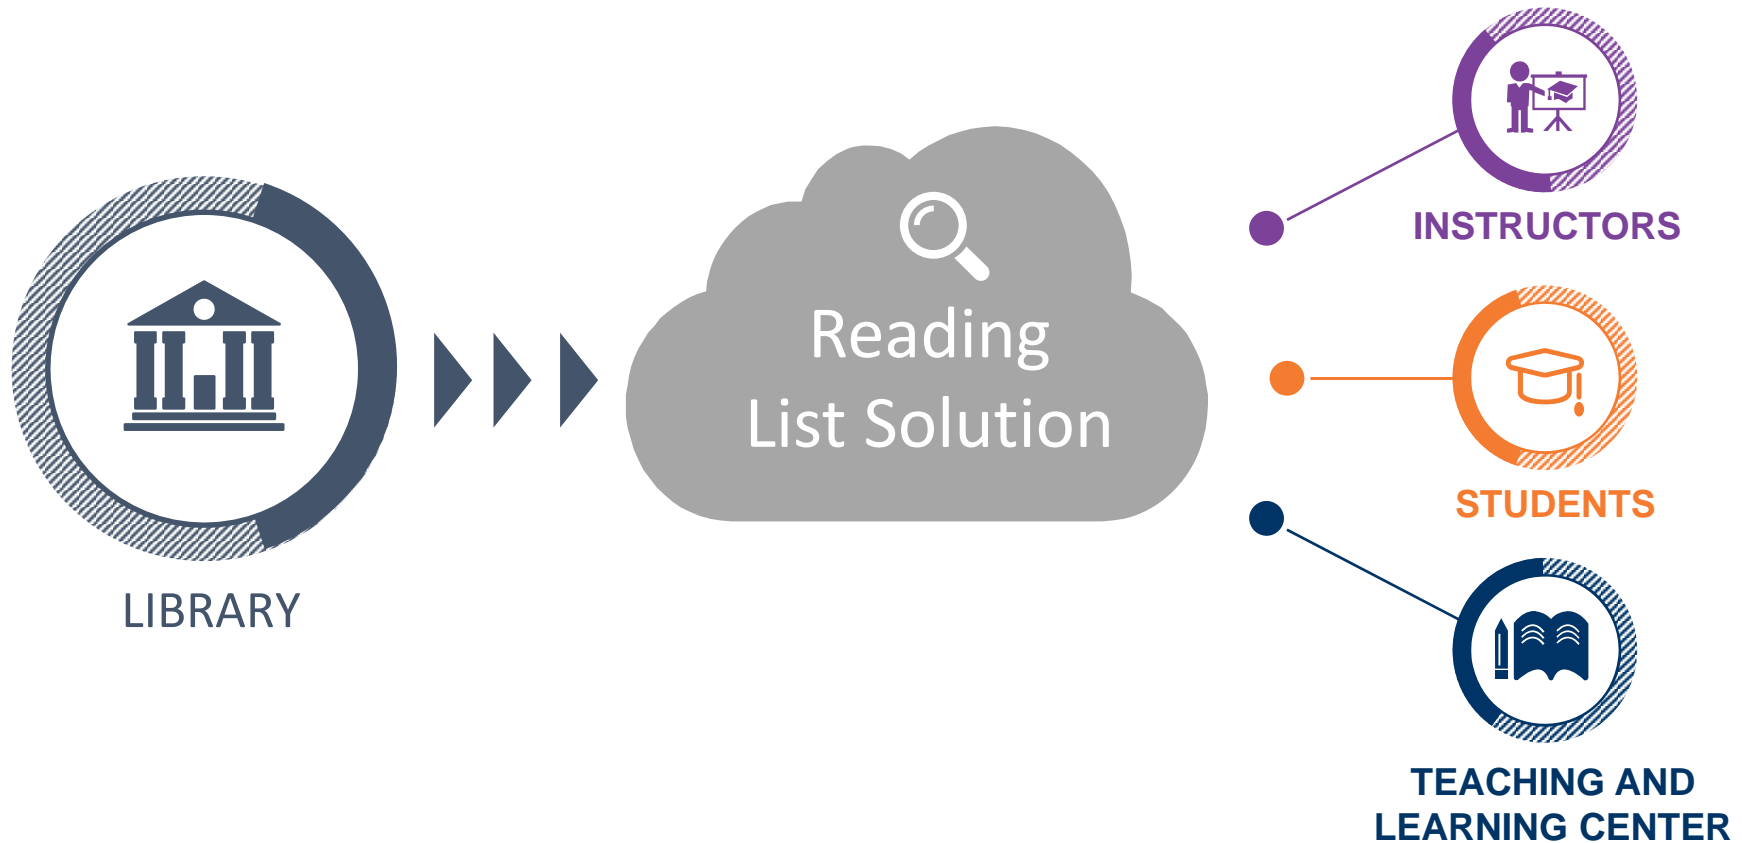 LIBRARY
Reading
List Solution
INSTRUCTORS
STUDENTS
TEACHING AND
LEARNING CENTER